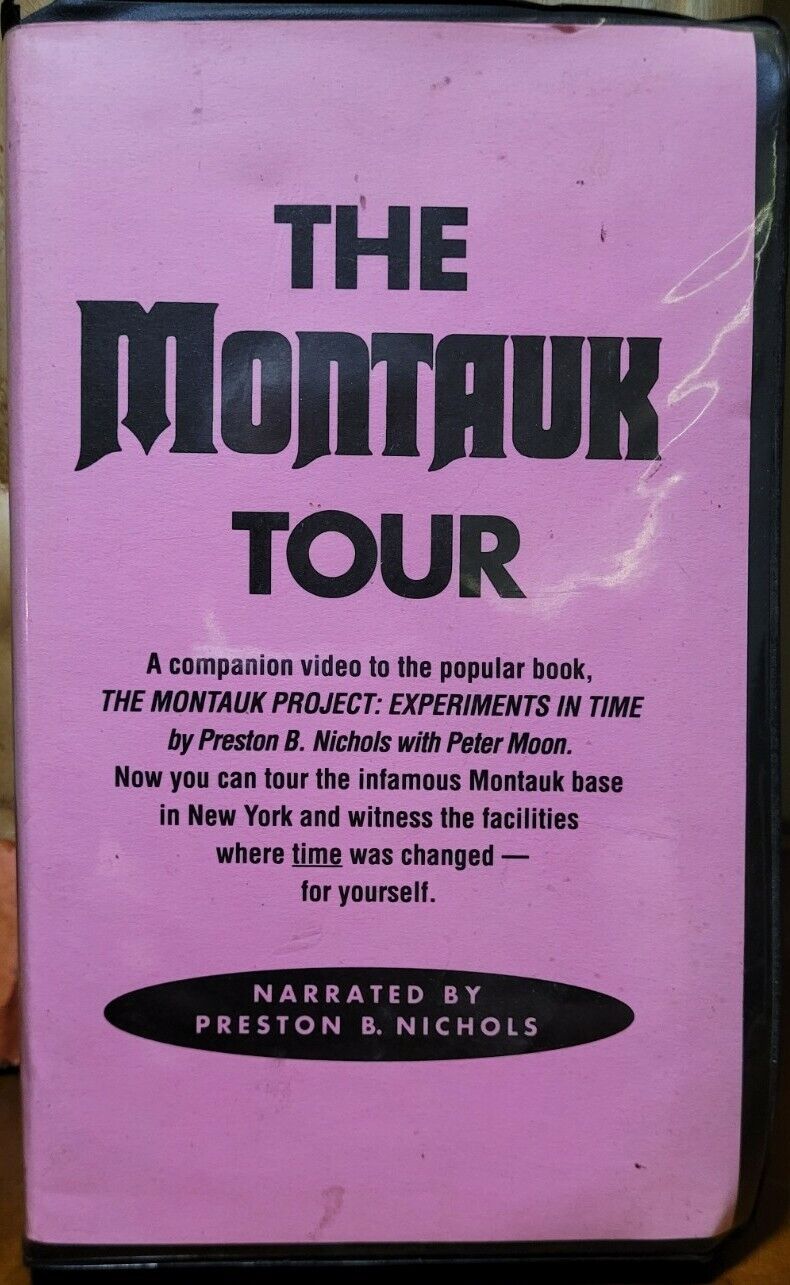 THE
MONTAUK
TOUR
A companion video to the popular book,
THE MONTAUK PROJECT: EXPERIMENTS IN TIME
by Preston B. Nichols with Peter Moon.
Now you can tour the infamous Montauk base
in New York and witness the facilities
where time was changed —
for yourself.
NARRATED BY
PRESTON B. NICHOLS